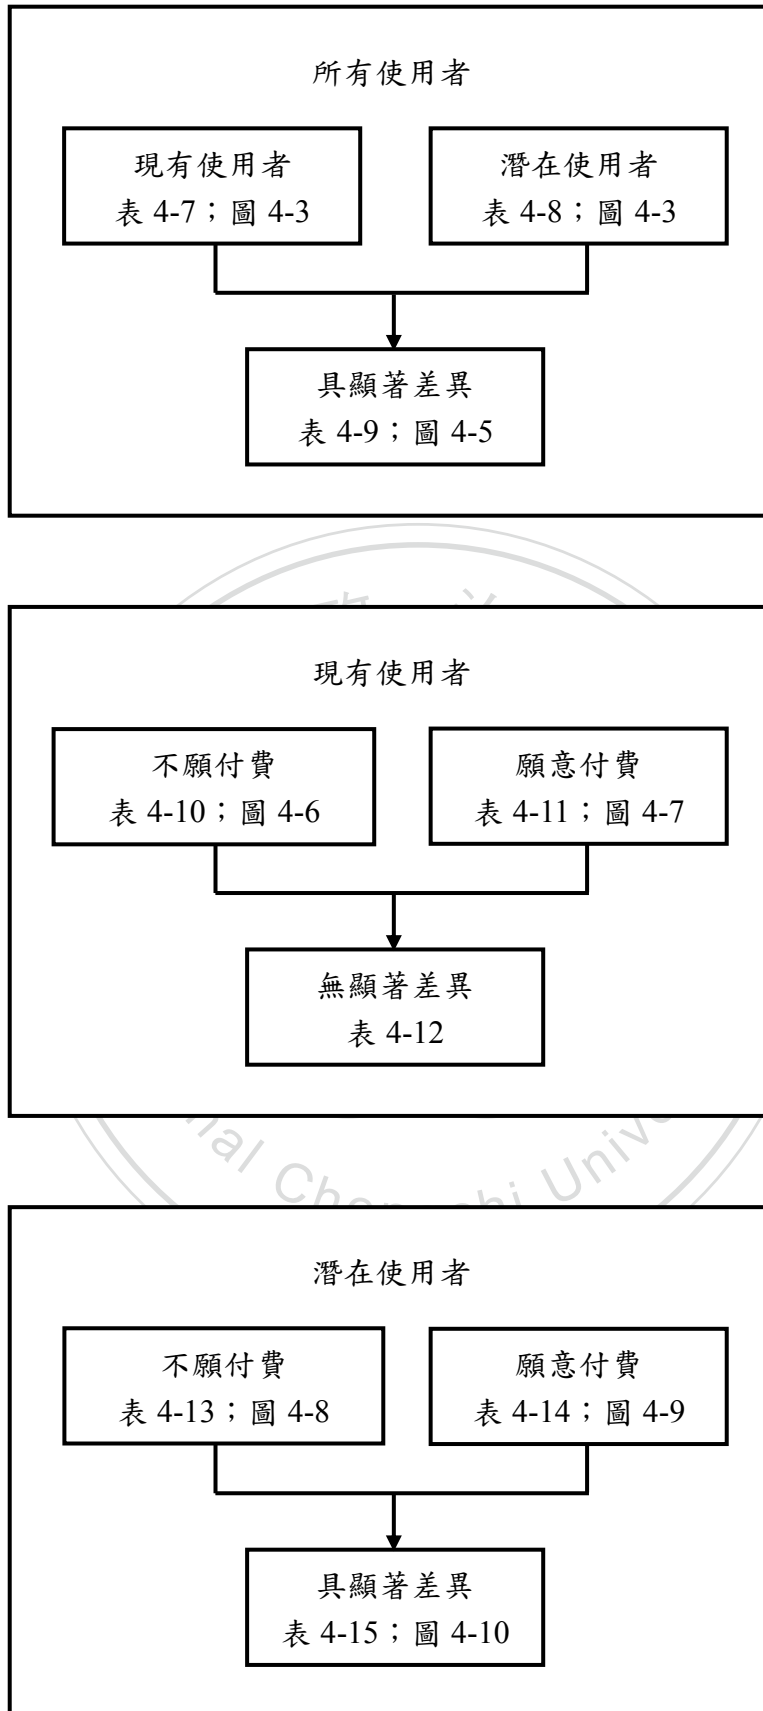 所有使用者
現有使用者
表 4-7；圖 4-3
潛在使用者
表 4-8；圖 4-3
具顯著差異
表 4-9；圖 4-5
現有使用者
不願付費
表 4-10；圖 4-6
願意付費
表 4-11；圖 4-7
無顯著差異
表 4-12
潛在使用者
不願付費
表 4-13；圖 4-8
願意付費
表 4-14；圖 4-9
具顯著差異
表 4-15；圖 4-10